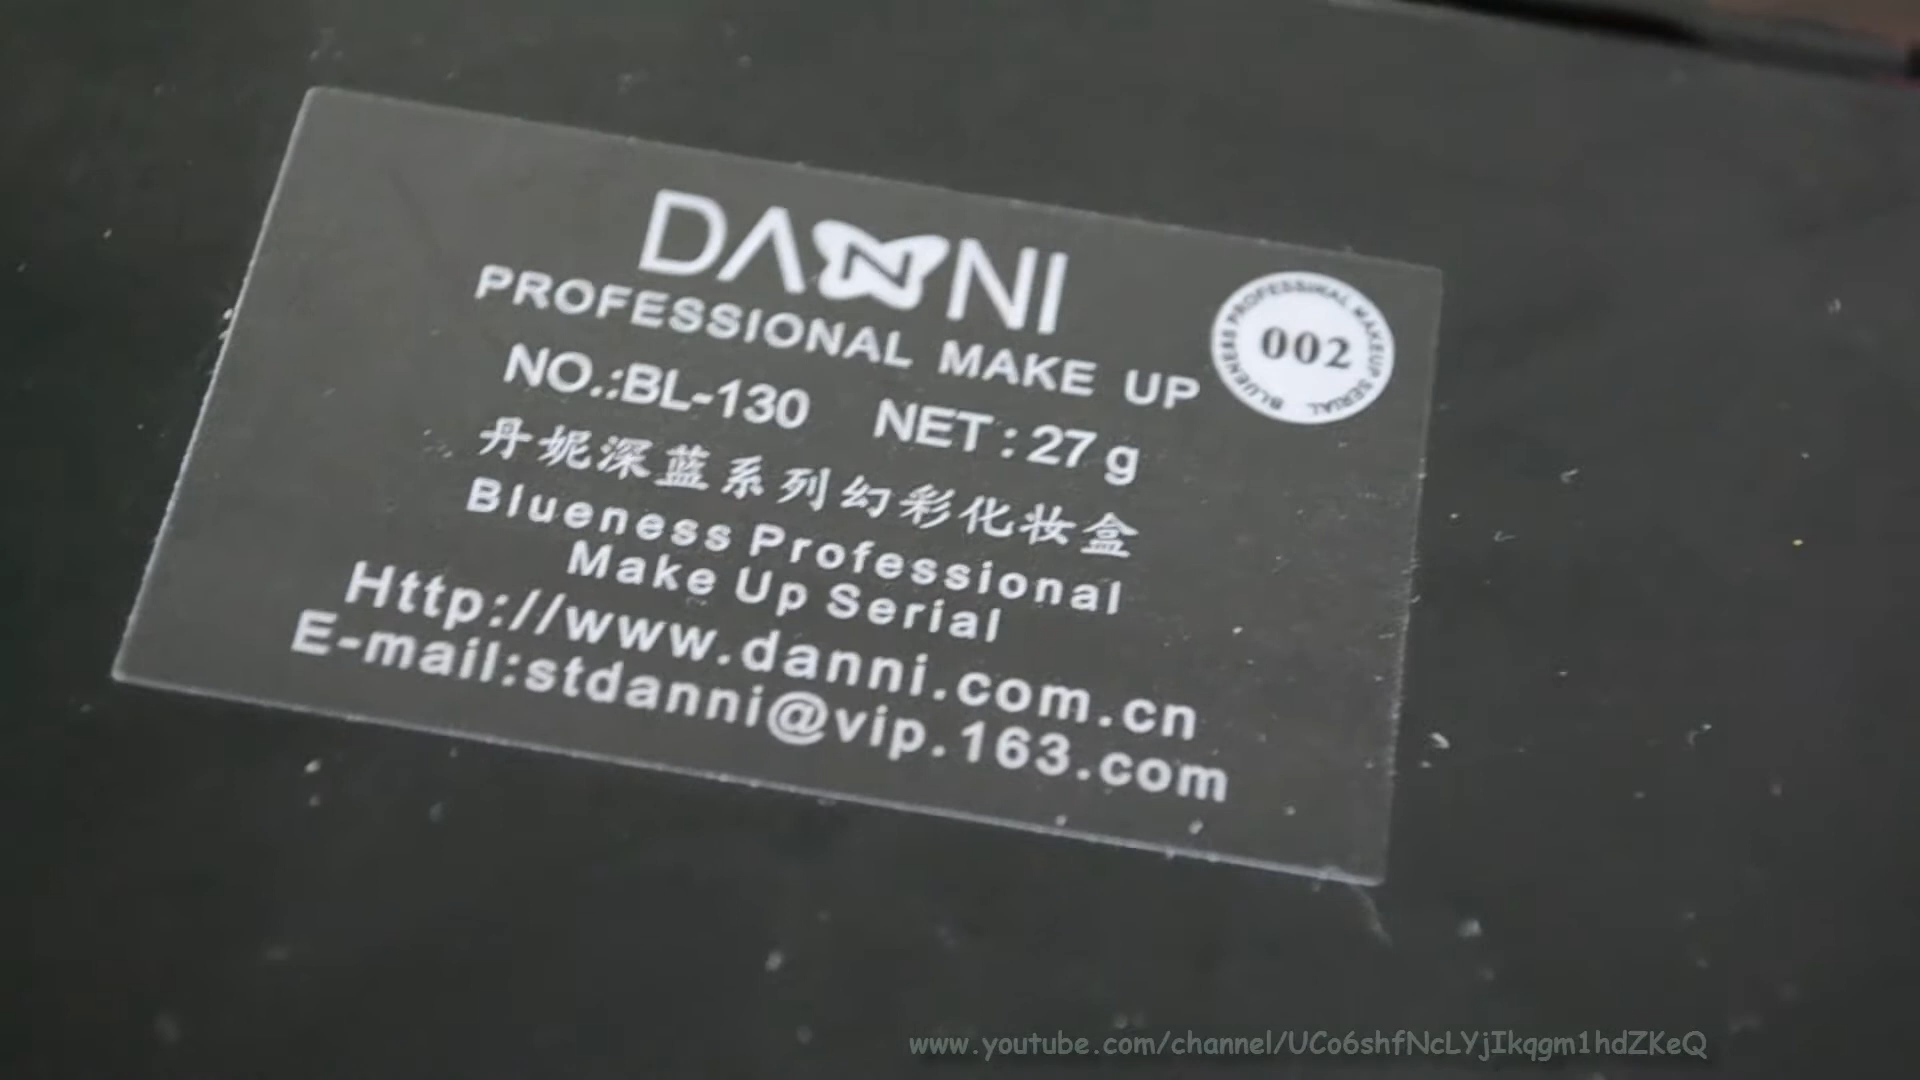 DANNI
PROFESSIONAL MAKE UP
NO.:BL-130 NET:27g
丹妮深蓝系列幻彩化妆盒
Blueness Professional
Make Up Serial
Http://www.danni.com.cn
E-mail:stdanni@vip.163.com
BLUENESS PROFESSINAL MAKEUP SERIAL
002
www.youtube.com/channel/UCo6shfNcLYjIkqgm1hdZKeQ